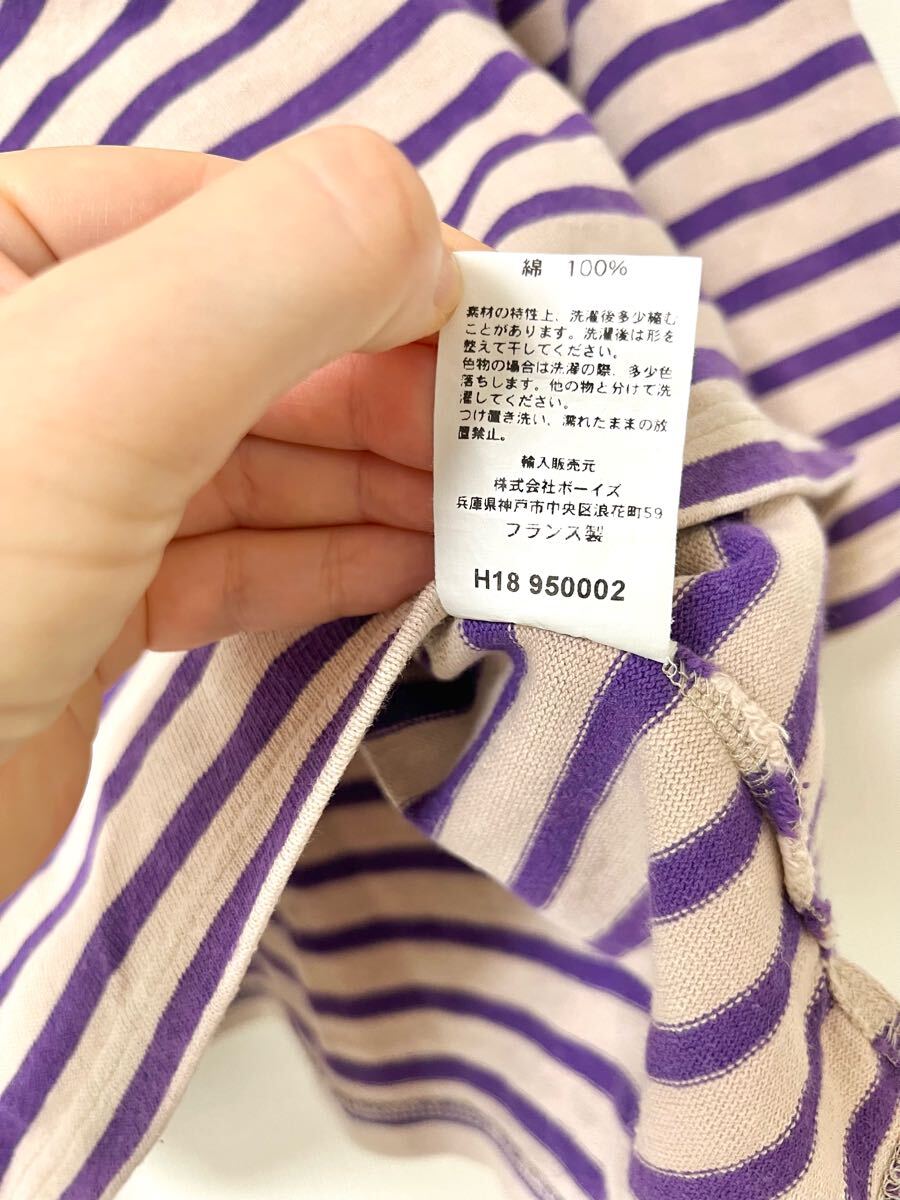 綿 100%
素材の特性上、洗濯後多少縮む
ことがあります。洗濯後は形を
整えて干してください。
色物の場合は洗濯の際、多少色
落ちします。他の物と分けて洗
濯してください。
つけ置き洗い、濡れたままの放
置禁止。
輸入販売元
株式会社ボーイズ
兵庫県神戸市中央区浪花町59
フランス製
H18 950002